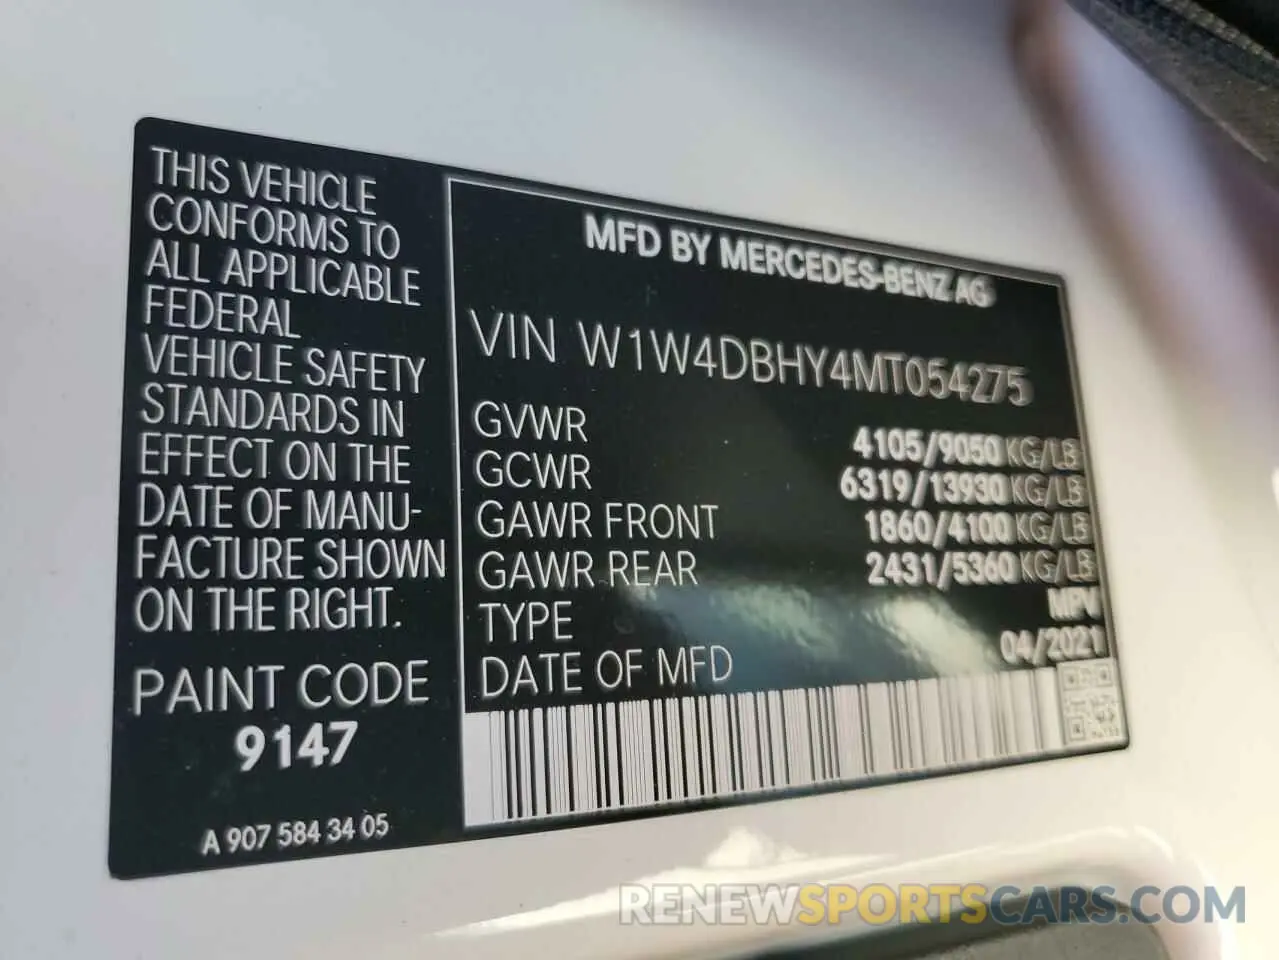 THIS VEHICLE
CONFORMS TO
ALL APPLICABLE
FEDERAL
VEHICLE SAFETY
STANDARDS IN
EFFECT ON THE
DATE OF MANU-
FACTURE SHOWN
ON THE RIGHT.
PAINT CODE
9147
A 907 584 34 05
MFD BY MERCEDES-BENZ AG
VIN W1W4DBHY4MT054275
GVWR 4105/9050 KG/LB
GCWR 6319/13930 KG/LB
GAWR FRONT 1860/4100 KG/LB
GAWR REAR 2431/5360 KG/LB
TYPE MPV
DATE OF MFD 04/2021
RENEWSPORTSCARS.COM